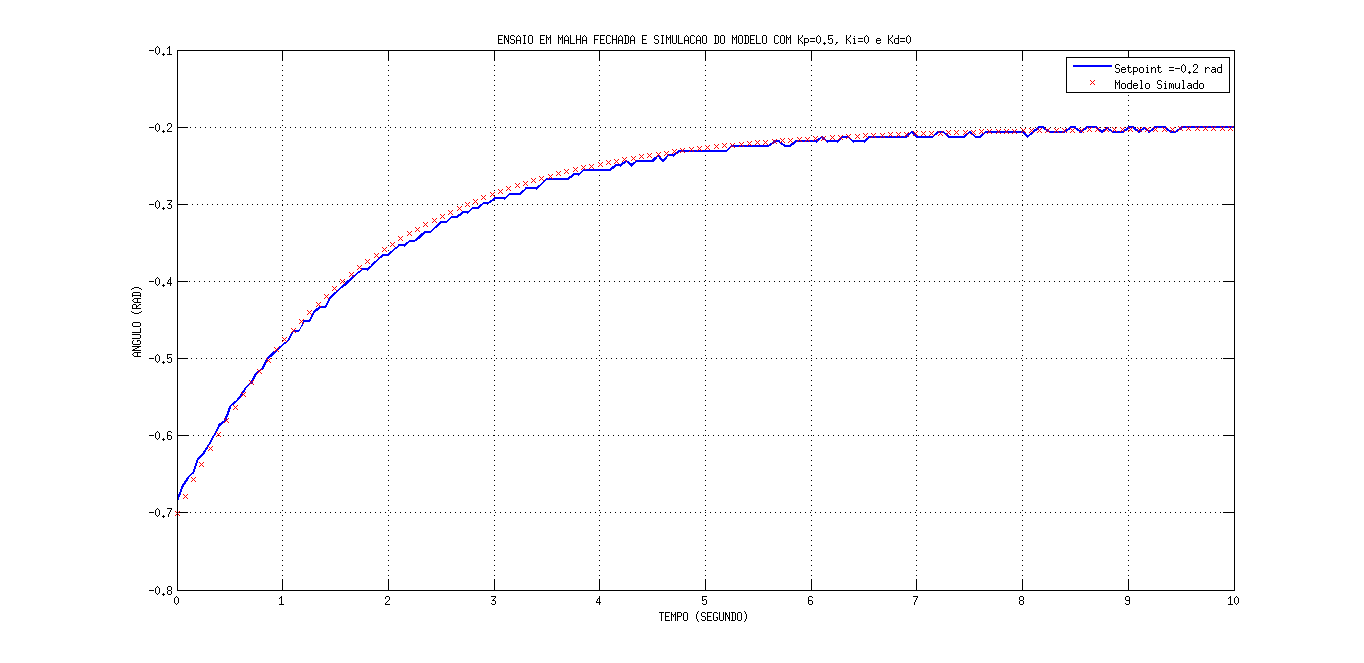 ENSAIO EM MALHA FECHADA E SIMULACAO DO MODELO COM Kp=0.5, Ki=0 e Kd=0
Setpoint =-0.2 rad
Modelo Simulado
ANGULO (RAD)
-0.1
-0.2
-0.3
-0.4
-0.5
-0.6
-0.7
-0.8
0 1 2 3 4 5 6 7 8 9 10
TEMPO (SEGUNDO)